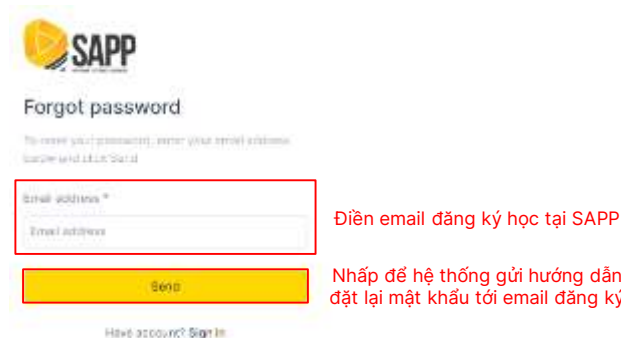 SAPP
Forgot password
To reset your password, enter your email address
below and click Send
Email address *
Email address
Điền email đăng ký học tại SAPP
Send
Nhấp để hệ thống gửi hướng dẫn
đặt lại mật khẩu tới email đăng ký
Have account? Sign in